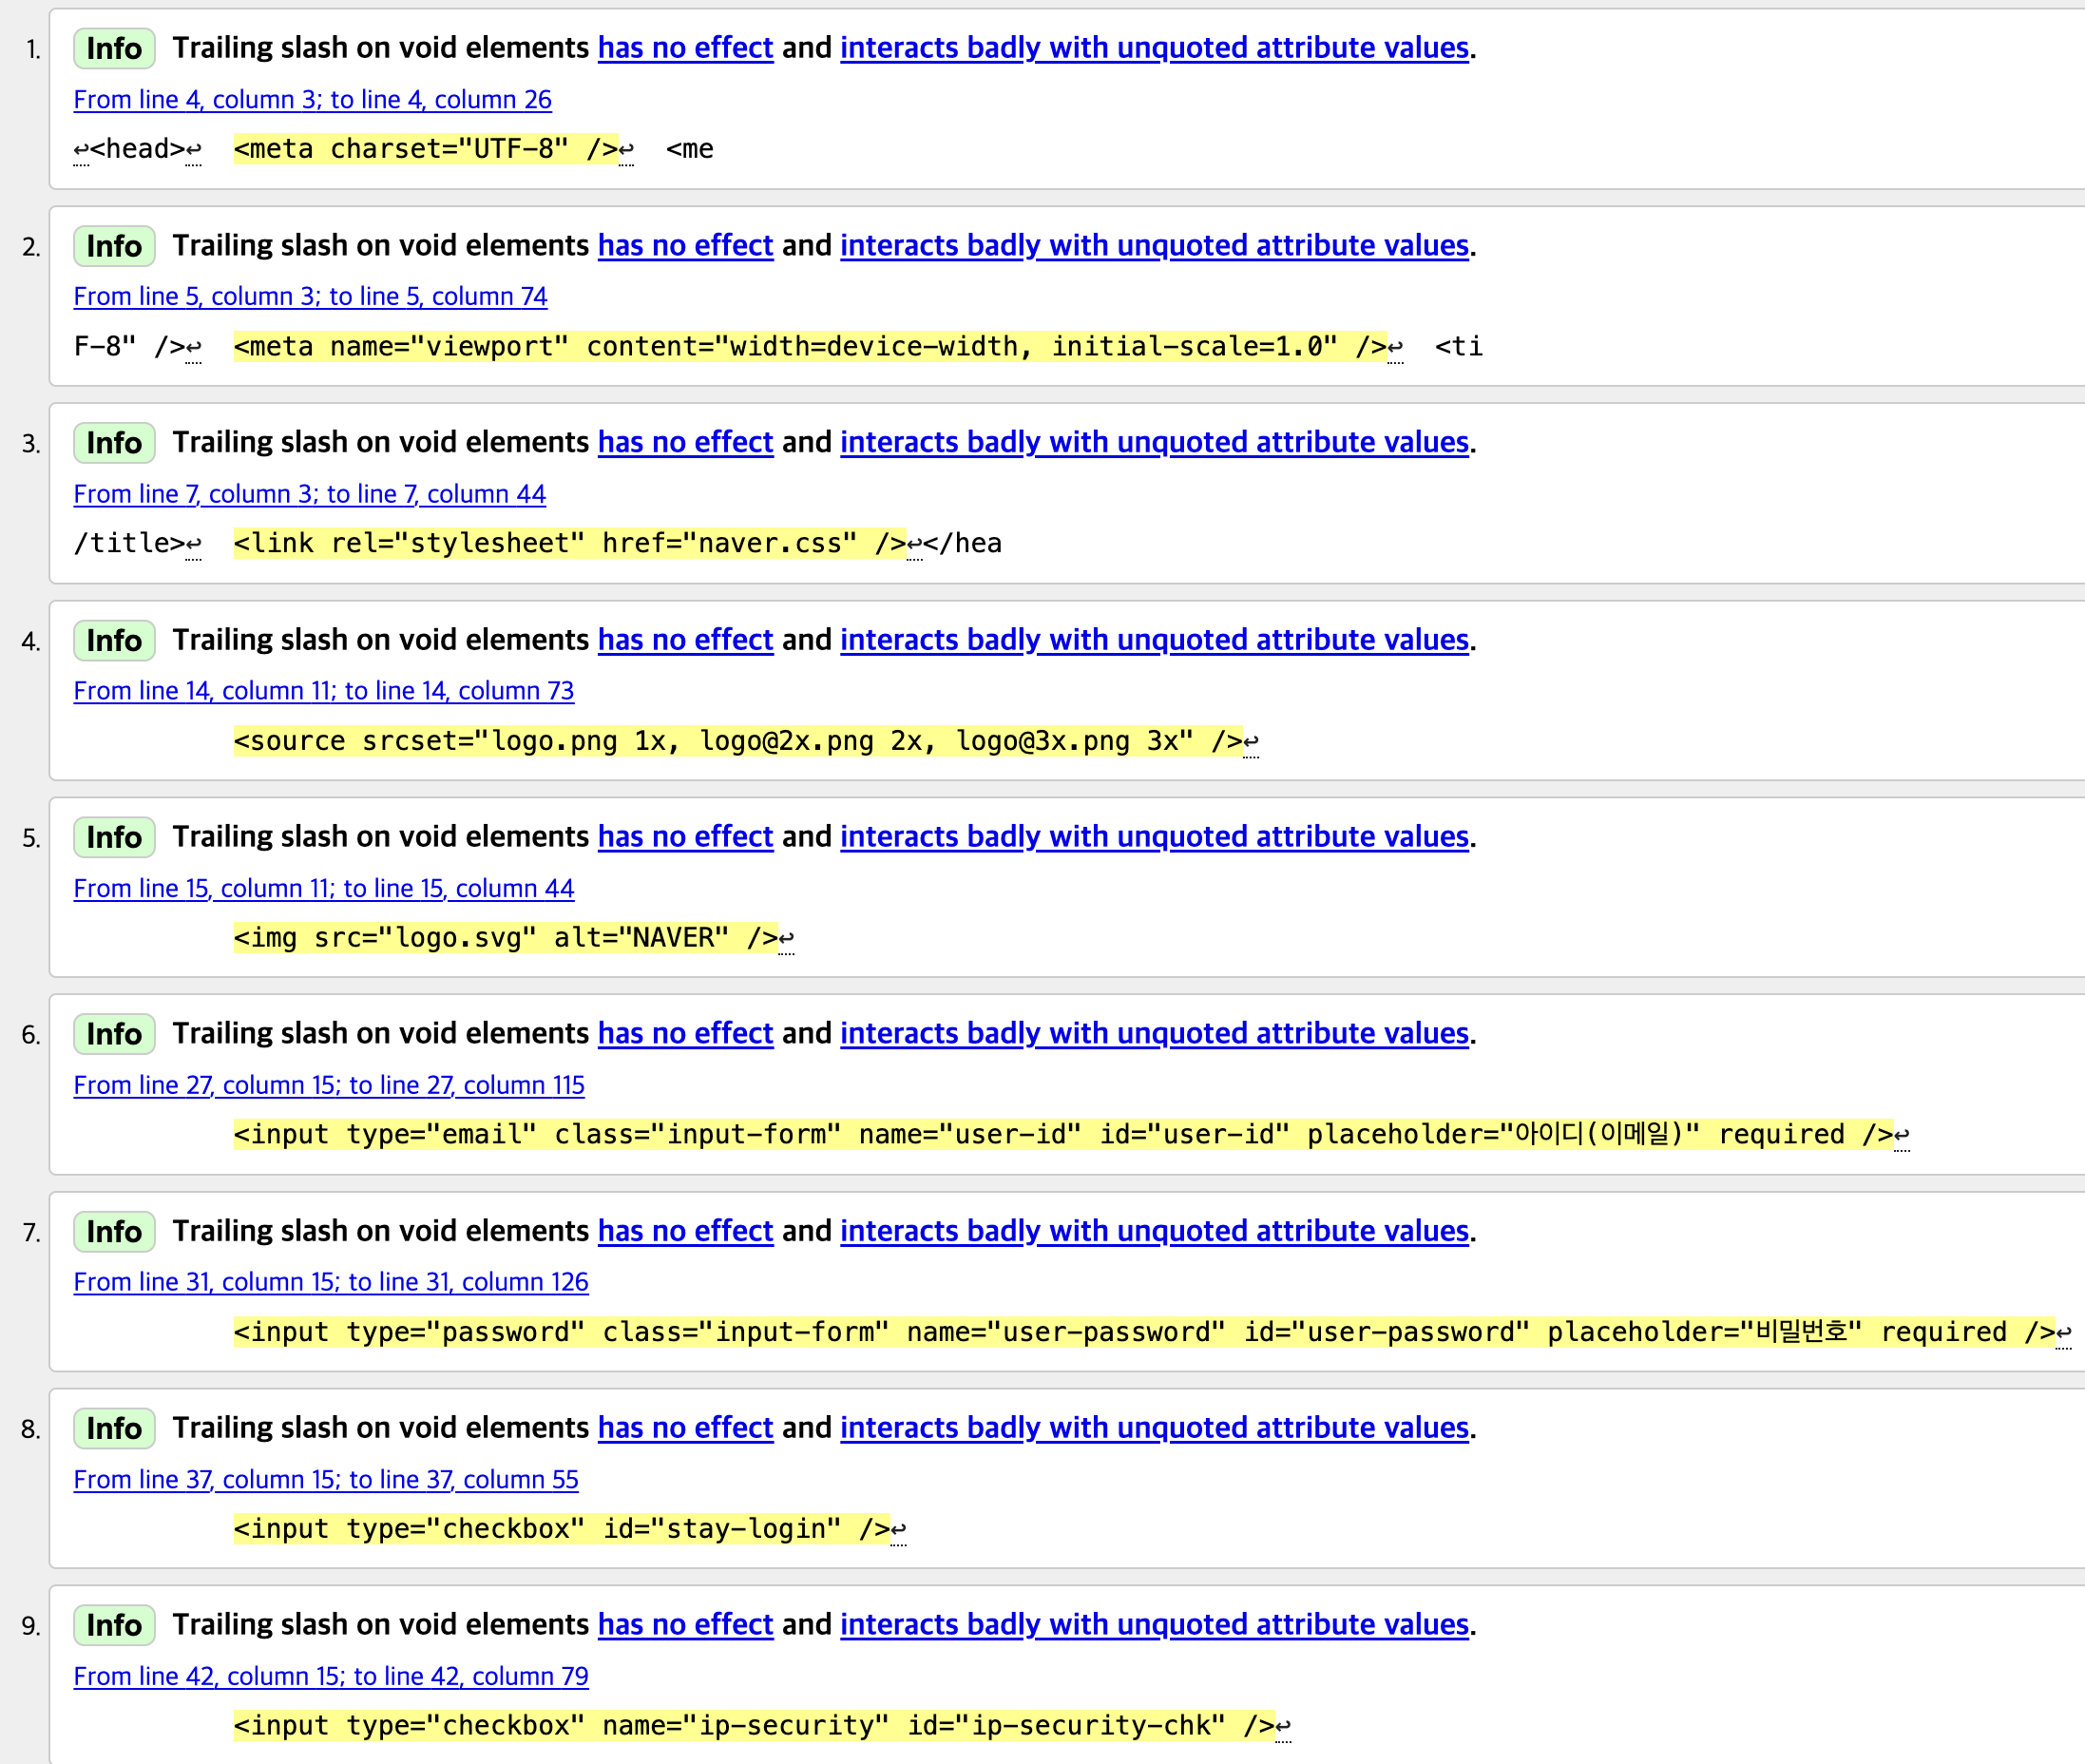 1. Info Trailing slash on void elements has no effect and interacts badly with unquoted attribute values.
From line 4, column 3; to line 4, column 26
↩<head>↩  <meta charset="UTF-8" />↩  <me
2. Info Trailing slash on void elements has no effect and interacts badly with unquoted attribute values.
From line 5, column 3; to line 5, column 74
F-8" />↩  <meta name="viewport" content="width=device-width, initial-scale=1.0" />↩  <ti
3. Info Trailing slash on void elements has no effect and interacts badly with unquoted attribute values.
From line 7, column 3; to line 7, column 44
/title>↩  <link rel="stylesheet" href="naver.css" />↩</hea
4. Info Trailing slash on void elements has no effect and interacts badly with unquoted attribute values.
From line 14, column 11; to line 14, column 73
<source srcset="logo.png 1x, logo@2x.png 2x, logo@3x.png 3x" />↩
5. Info Trailing slash on void elements has no effect and interacts badly with unquoted attribute values.
From line 15, column 11; to line 15, column 44
<img src="logo.svg" alt="NAVER" />↩
6. Info Trailing slash on void elements has no effect and interacts badly with unquoted attribute values.
From line 27, column 15; to line 27, column 115
<input type="email" class="input-form" name="user-id" id="user-id" placeholder="아이디(이메일)" required />↩
7. Info Trailing slash on void elements has no effect and interacts badly with unquoted attribute values.
From line 31, column 15; to line 31, column 126
<input type="password" class="input-form" name="user-password" id="user-password" placeholder="비밀번호" required />↩
8. Info Trailing slash on void elements has no effect and interacts badly with unquoted attribute values.
From line 37, column 15; to line 37, column 55
<input type="checkbox" id="stay-login" />↩
9. Info Trailing slash on void elements has no effect and interacts badly with unquoted attribute values.
From line 42, column 15; to line 42, column 79
<input type="checkbox" name="ip-security" id="ip-security-chk" />↩